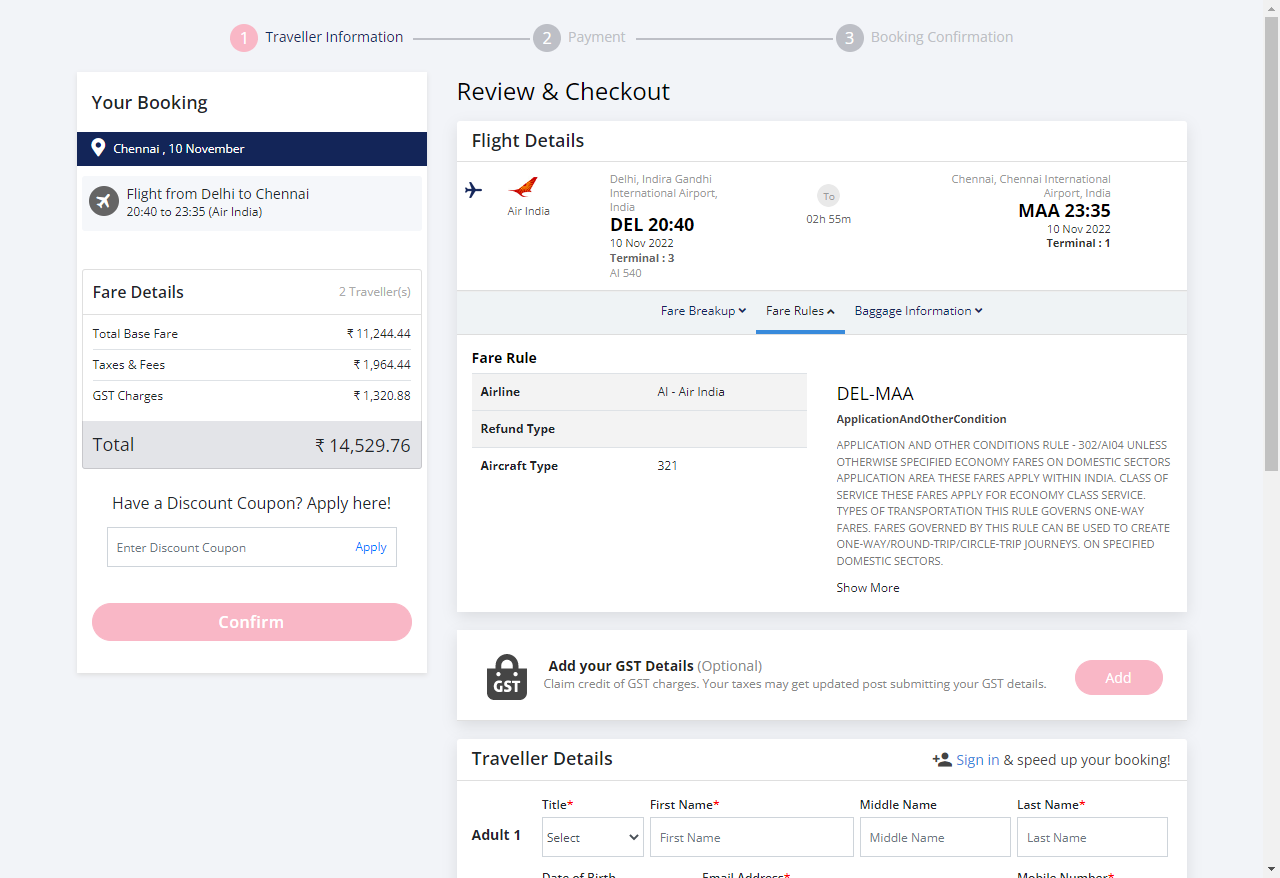 1 Traveller Information
2 Payment
3 Booking Confirmation
Your Booking
Chennai , 10 November
Flight from Delhi to Chennai
20:40 to 23:35 (Air India)
Fare Details 2 Traveller(s)
Total Base Fare ₹ 11,244.44
Taxes & Fees ₹ 1,964.44
GST Charges ₹ 1,320.88
Total ₹ 14,529.76
Have a Discount Coupon? Apply here!
Enter Discount Coupon Apply
Confirm
Review & Checkout
Flight Details
Air India
Delhi, Indira Gandhi
International Airport,
India
DEL 20:40
10 Nov 2022
Terminal : 3
AI 540
To
02h 55m
Chennai, Chennai International
Airport, India
MAA 23:35
10 Nov 2022
Terminal : 1
Fare Breakup Fare Rules Baggage Information
Fare Rule
Airline AI - Air India
Refund Type
Aircraft Type 321
DEL-MAA
ApplicationAndOtherCondition
APPLICATION AND OTHER CONDITIONS RULE - 302/AI04 UNLESS
OTHERWISE SPECIFIED ECONOMY FARES ON DOMESTIC SECTORS
APPLICATION AREA THESE FARES APPLY WITHIN INDIA. CLASS OF
SERVICE THESE FARES APPLY FOR ECONOMY CLASS SERVICE.
TYPES OF TRANSPORTATION THIS RULE GOVERNS ONE-WAY
FARES. FARES GOVERNED BY THIS RULE CAN BE USED TO CREATE
ONE-WAY/ROUND-TRIP/CIRCLE-TRIP JOURNEYS. ON SPECIFIED
DOMESTIC SECTORS.
Show More
GST
Add your GST Details (Optional)
Claim credit of GST charges. Your taxes may get updated post submitting your GST details.
Add
Traveller Details
Sign in & speed up your booking!
Title* First Name* Middle Name Last Name*
Adult 1 Select First Name Middle Name Last Name
Date of Birth Email Address* Mobile Number*